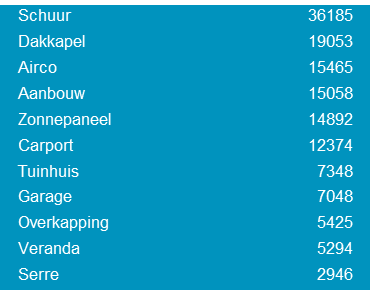 Schuur 36185
Dakkapel 19053
Airco 15465
Aanbouw 15058
Zonnepaneel 14892
Carport 12374
Tuinhuis 7348
Garage 7048
Overkapping 5425
Veranda 5294
Serre 2946